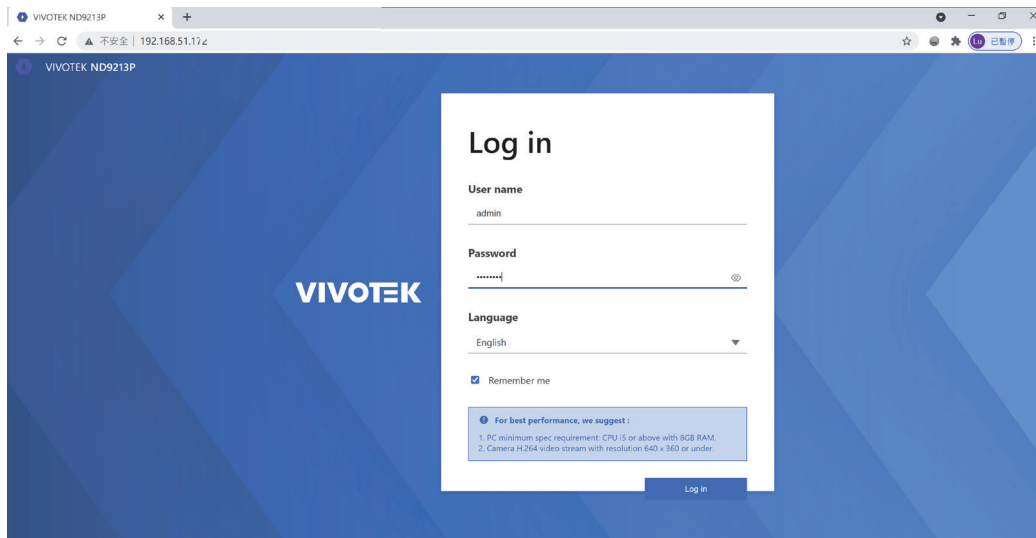 VIVOTEK ND9213P
不安全 | 192.168.51.172
Lu 已暫停
VIVOTEK ND9213P
Log in
User name
admin
Password
••••••••
VIVOTEK
Language
English
Remember me
For best performance, we suggest :
1. PC minimum spec requirement: CPU i5 or above with 8GB RAM.
2. Camera H.264 video stream with resolution 640 x 360 or under.
Log in